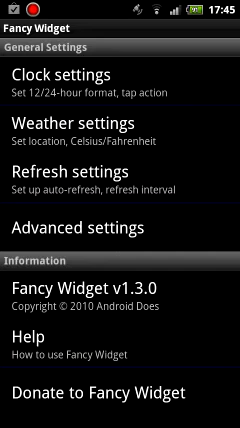 17:45
Fancy Widget
General Settings
Clock settings
Set 12/24-hour format, tap action
Weather settings
Set location, Celsius/Fahrenheit
Refresh settings
Set up auto-refresh, refresh interval
Advanced settings
Information
Fancy Widget v1.3.0
Copyright © 2010 Android Does
Help
How to use Fancy Widget
Donate to Fancy Widget